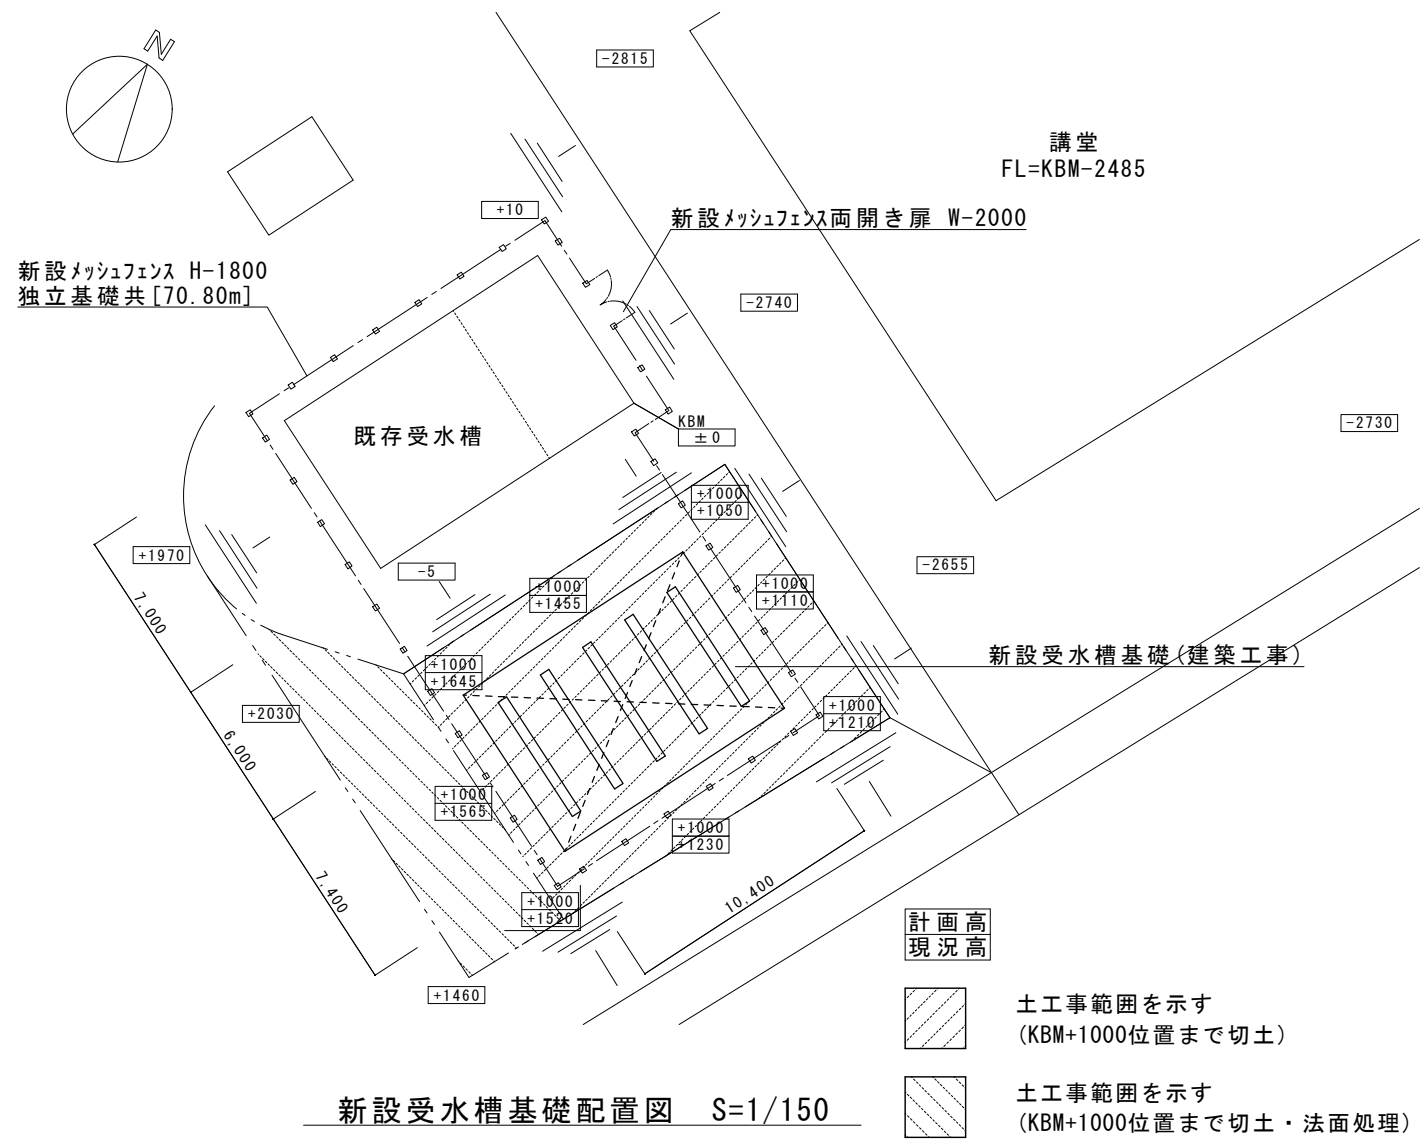 N
-2815
講堂
FL=KBM-2485
+10
新設メッシュフェンス両開き扉 W-2000
新設メッシュフェンス H-1800
独立基礎共[70.80m]
-2740
KBM
±0
-2730
既存受水槽
+1000
+1050
+1970
-5
+1000
+1455
-2655
+1000
+1110
7.000
新設受水槽基礎(建築工事)
+1000
+1645
+2030
+1000
+1210
6.000
+1000
+1565
+1000
+1230
7.400
10.400
+1000
+1520
計画高
現況高
+1460
土工事範囲を示す
(KBM+1000位置まで切土)
土工事範囲を示す
(KBM+1000位置まで切土・法面処理)
新設受水槽基礎配置図 S=1/150